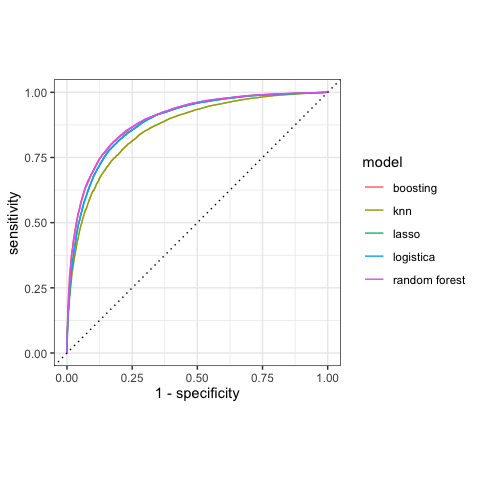 1.00
0.75
0.50
0.25
0.00
sensitivity
0.00 0.25 0.50 0.75 1.00
1 - specificity
model
boosting
knn
lasso
logistica
random forest